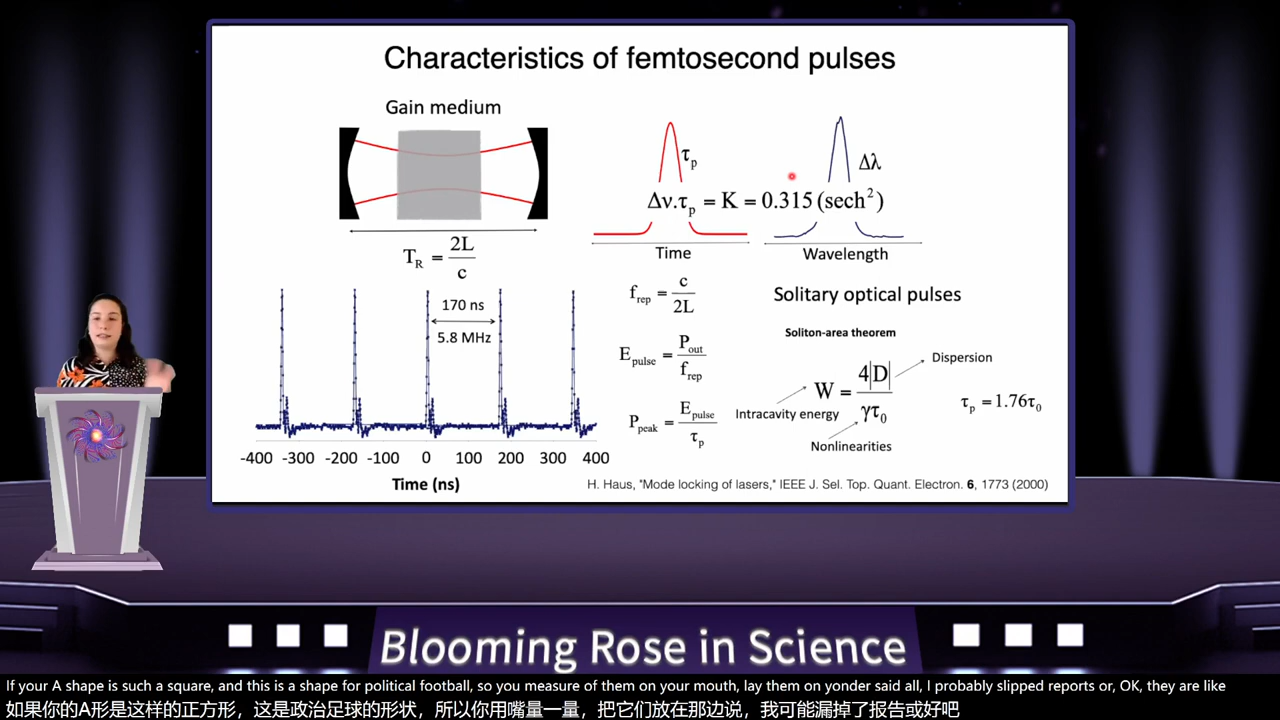 Characteristics of femtosecond pulses
Gain medium
T_R = 2L/c
170 ns
5.8 MHz
-400 -300 -200 -100 0 100 200 300 400
Time (ns)
τ_p
Δλ
Δν.τ_p = K = 0.315 (sech²)
Time
Wavelength
f_rep = c/2L
E_pulse = P_out/f_rep
P_peak = E_pulse/τ_p
Solitary optical pulses
Soliton-area theorem
Dispersion
W = 4|D|/γτ₀
τ_p = 1.76τ₀
Intracavity energy
Nonlinearities
H. Haus, "Mode locking of lasers," IEEE J. Sel. Top. Quant. Electron. 6, 1773 (2000)
Blooming Rose in Science
If your A shape is such a square, and this is a shape for political football, so you measure of them on your mouth, lay them on yonder said all, I probably slipped reports or, OK, they are like
如果你的A形是这样的正方形，这是政治足球的形状，所以你用嘴量一量，把它们放在那边说，我可能漏掉了报告或好吧